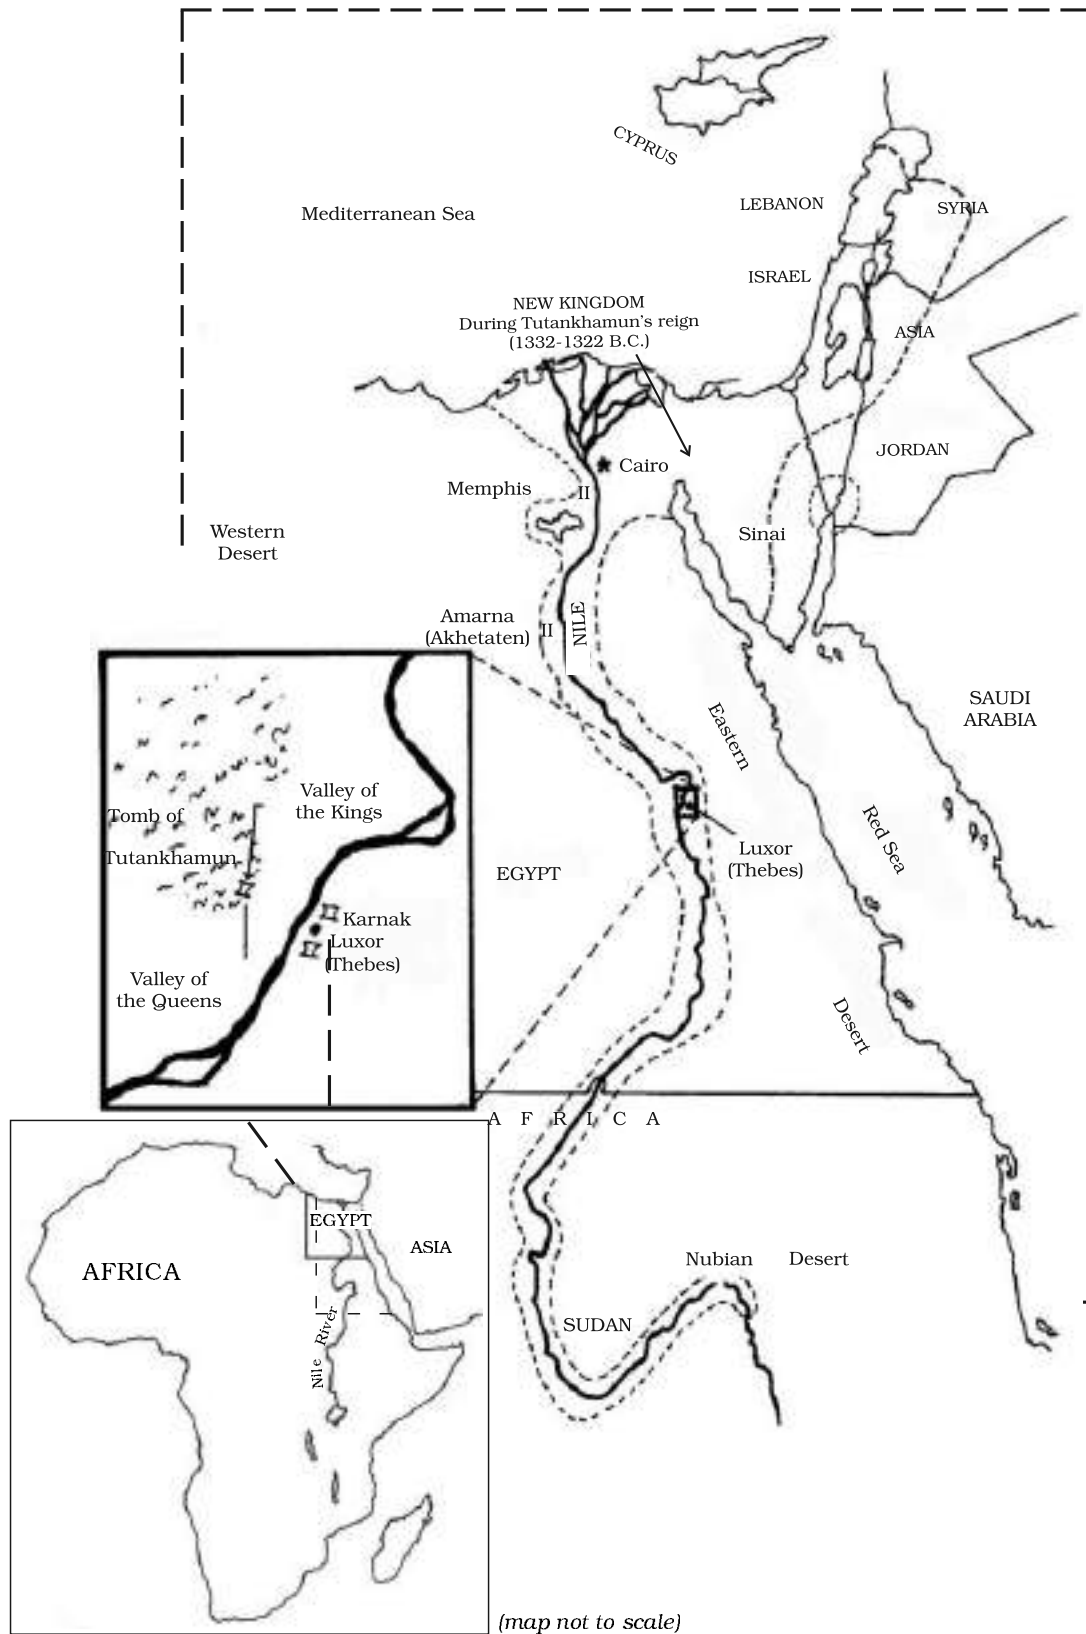 CYPRUS
LEBANON
SYRIA
Mediterranean Sea
ISRAEL
NEW KINGDOM
During Tutankhamun's reign
(1332-1322 B.C.)
ASIA
JORDAN
Cairo
Memphis
II
Western
Desert
Sinai
Amarna
(Akhetaten)
II
NILE
SAUDI
ARABIA
Eastern
Valley of
the Kings
Tomb of
Tutankhamun
Red Sea
Luxor
(Thebes)
EGYPT
Karnak
Luxor
(Thebes)
Valley of
the Queens
Desert
A F R I C A
EGYPT
ASIA
AFRICA
Nubian Desert
SUDAN
Nile River
(map not to scale)